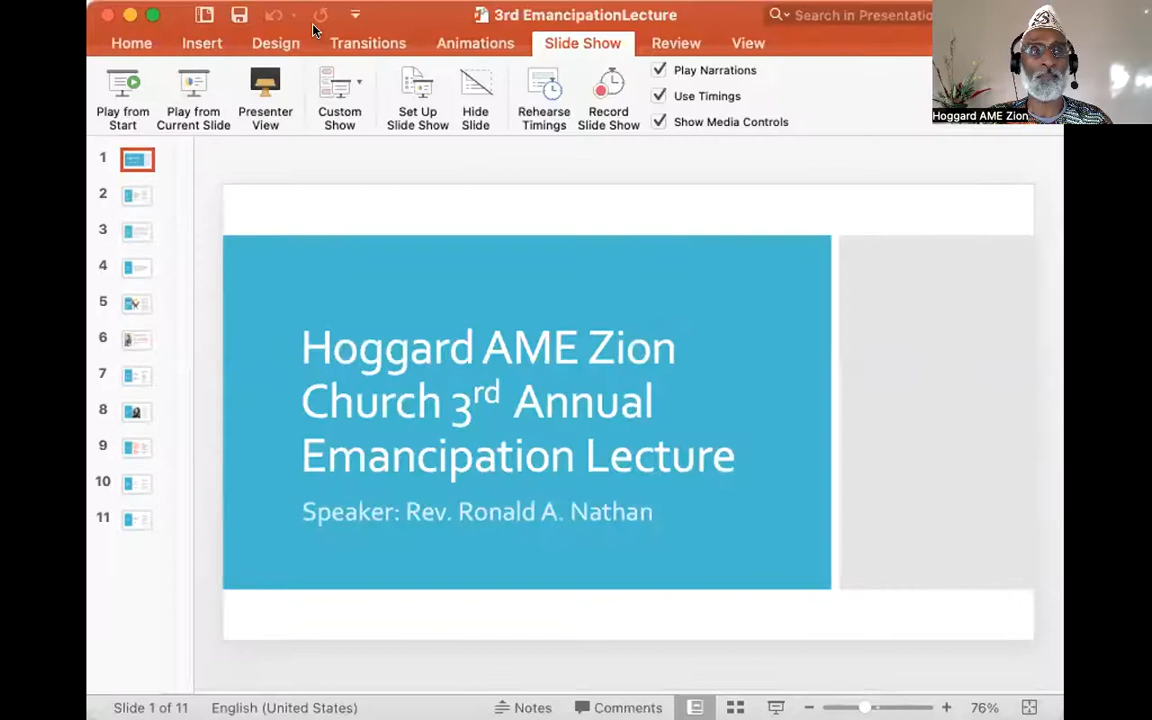 3rd EmancipationLecture
Search in Presentatio
Home Insert Design Transitions Animations Slide Show Review View
Play from Start
Play from Current Slide
Presenter View
Custom Show
Set Up Slide Show
Hide Slide
Rehearse Timings
Record Slide Show
Play Narrations
Use Timings
Show Media Controls
Hoggard AME Zion
1
2
3
4
5
6
7
8
9
10
11
Hoggard AME Zion
Church 3rd Annual
Emancipation Lecture
Speaker: Rev. Ronald A. Nathan
Slide 1 of 11 English (United States) Notes Comments 76%